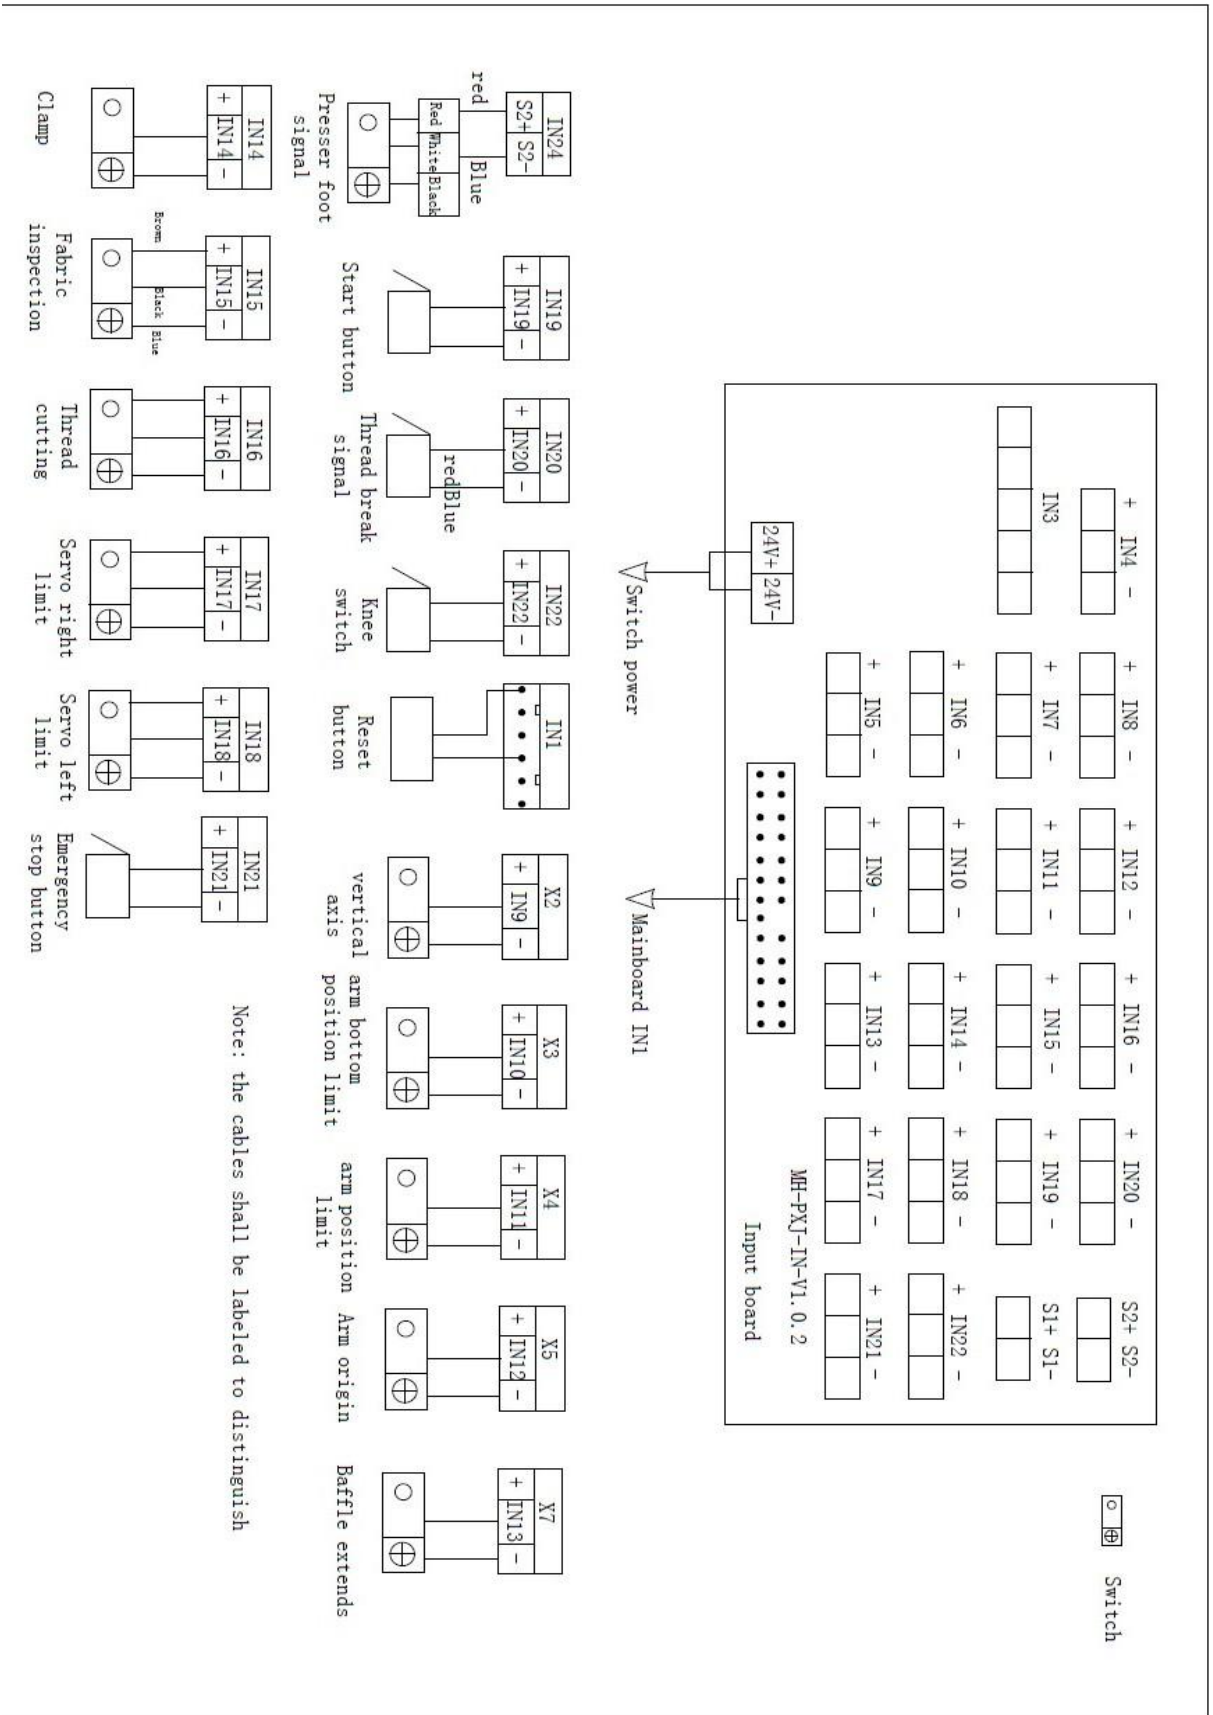 Switch
+ IN4 -
+ IN8 -
+ IN12 -
+ IN16 -
+ IN20 -
S2+ S2-
IN3
+ IN7 -
+ IN11 -
+ IN15 -
+ IN19 -
S1+ S1-
+ IN6 -
+ IN10 -
+ IN14 -
+ IN18 -
+ IN22 -
+ IN5 -
+ IN9 -
+ IN13 -
+ IN17 -
+ IN21 -
24V+ 24V-
MH-PXJ-IN-V1.0.2
Input board
Switch power
Mainboard IN1
IN24
S2+ S2-
red Blue
Red White Black
Presser foot
signal
IN19
+ IN19 -
Start button
IN20
+ IN20 -
redBlue
Thread break
signal
IN22
+ IN22 -
Knee
switch
IN1
Reset
button
X2
+ IN9 -
vertical
axis
X3
+ IN10 -
arm bottom
position limit
X4
+ IN11 -
arm position
limit
X5
+ IN12 -
Arm origin
X7
+ IN13 -
Baffle extends
IN14
+ IN14 -
Clamp
IN15
+ IN15 -
Brown Black Blue
Fabric
inspection
IN16
+ IN16 -
Thread
cutting
IN17
+ IN17 -
Servo right
limit
IN18
+ IN18 -
Servo left
limit
IN21
+ IN21 -
Emergency
stop button
Note: the cables shall be labeled to distinguish